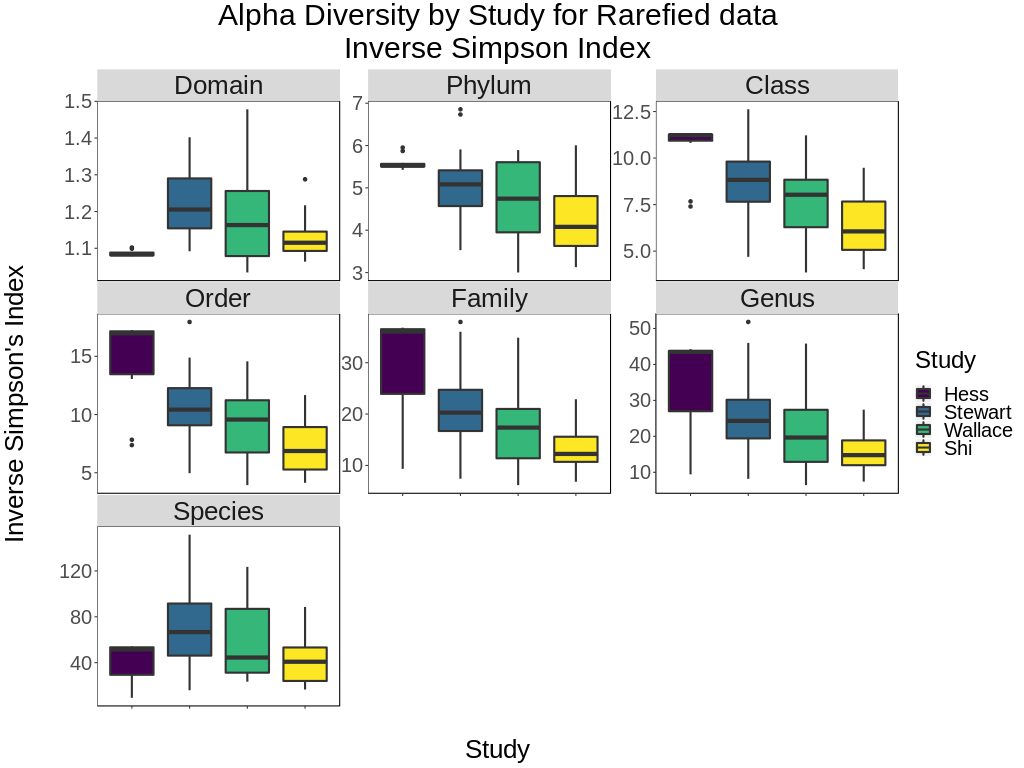 Alpha Diversity by Study for Rarefied data
Inverse Simpson Index
Domain
Phylum
Class
1.5
1.4
1.3
1.2
1.1
7
6
5
4
3
12.5
10.0
7.5
5.0
Order
Family
Genus
15
10
5
30
20
10
50
40
30
20
10
Species
120
80
40
Inverse Simpson's Index
Study
Study
Hess
Stewart
Wallace
Shi